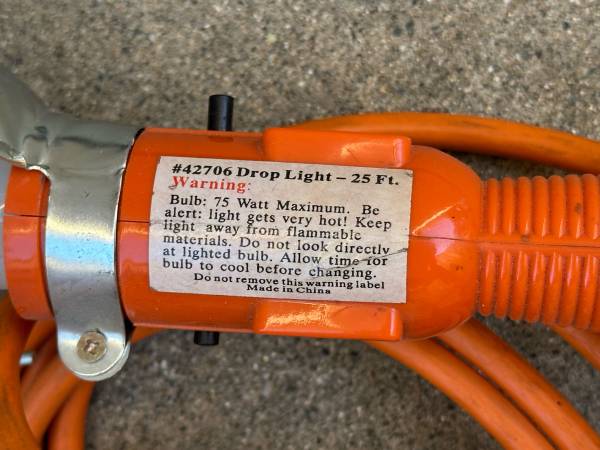 #42706 Drop Light – 25 Ft.
Warning:
Bulb: 75 Watt Maximum. Be
alert: light gets very hot! Keep
light away from flammable
materials. Do not look directly
at lighted bulb. Allow time for
bulb to cool before changing.
Do not remove this warning label
Made in China